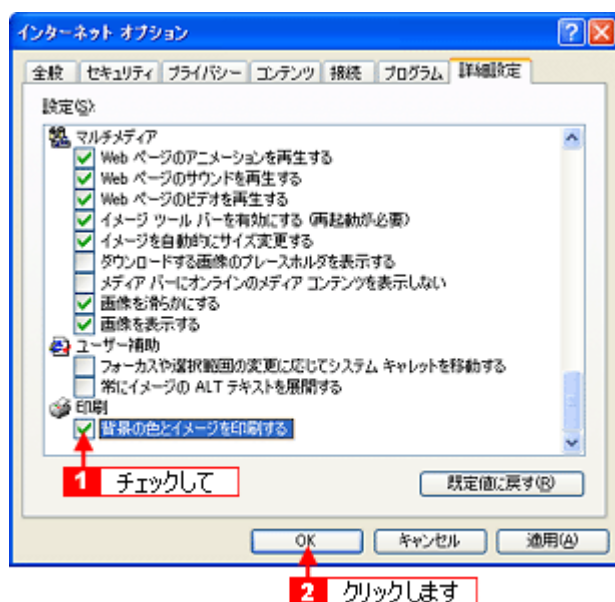 インターネット オプション
全般 セキュリティ プライバシー コンテンツ 接続 プログラム 詳細設定
設定(S):
マルチメディア
Web ページのアニメーションを再生する
Web ページのサウンドを再生する
Web ページのビデオを再生する
イメージ ツール バーを有効にする (再起動が必要)
イメージを自動的にサイズ変更する
ダウンロードする画像のプレースホルダを表示する
メディア バーにオンラインのメディア コンテンツを表示しない
画像を滑らかにする
画像を表示する
ユーザー補助
フォーカスや選択範囲の変更に応じてシステム キャレットを移動する
常にイメージの ALT テキストを展開する
印刷
背景の色とイメージを印刷する
1 チェックして
既定値に戻す(R)
OK キャンセル 適用(A)
2 クリックします